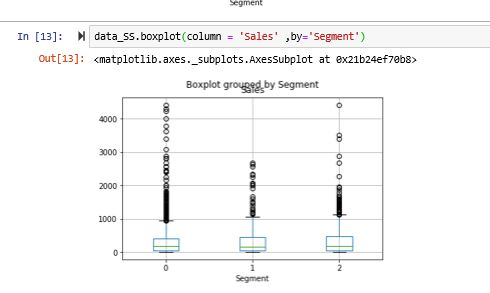 Segment
In [13]: data_SS.boxplot(column = 'Sales' ,by='Segment')
Out[13]: <matplotlib.axes._subplots.AxesSubplot at 0x21b24ef70b8>
Boxplot grouped by Segment
Sales
4000
3000
2000
1000
0
0 1 2
Segment